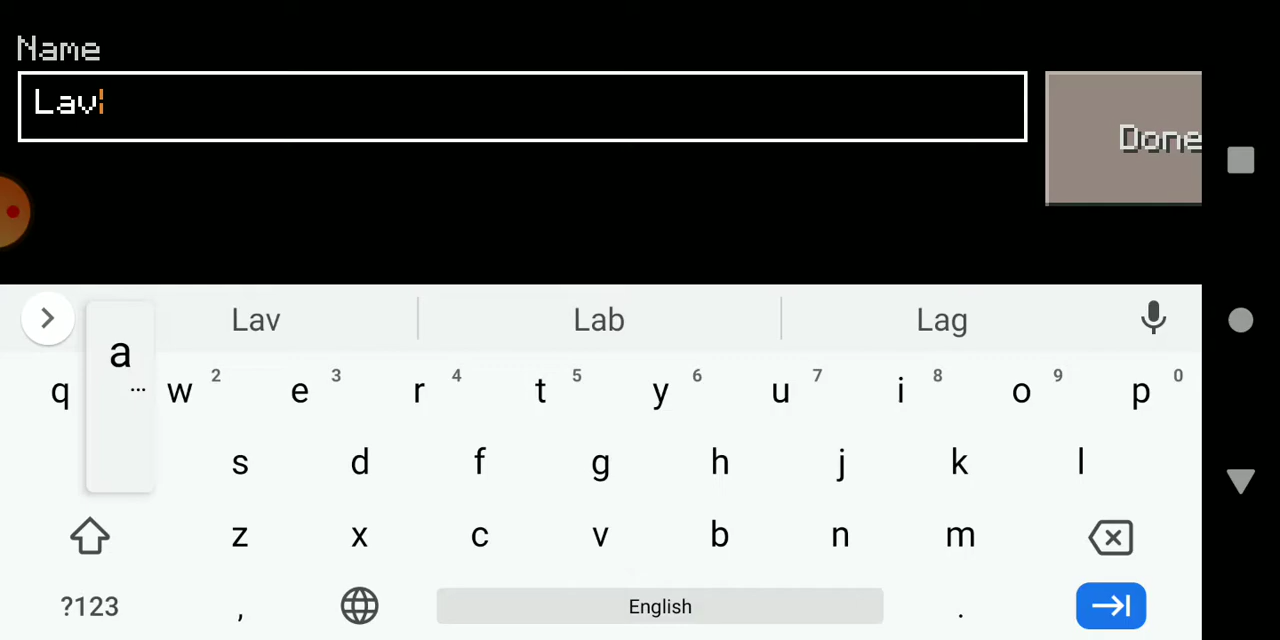 Name
Lav
Done
Lav Lab Lag
a
q w 2 e 3 r 4 t 5 y 6 u 7 i 8 o 9 p 0
s d f g h j k l
z x c v b n m
?123 , English .